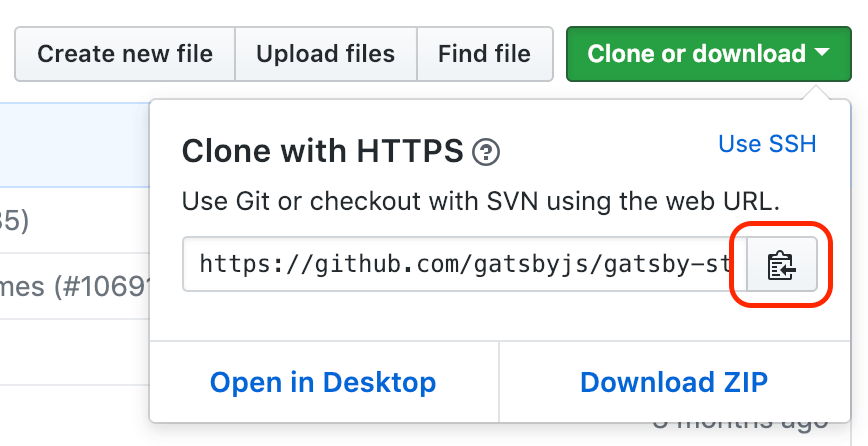 Create new file Upload files Find file Clone or download
Clone with HTTPS ? Use SSH
Use Git or checkout with SVN using the web URL.
https://github.com/gatsbyjs/gatsby-st
35)
mes (#10691
Open in Desktop Download ZIP
months ago